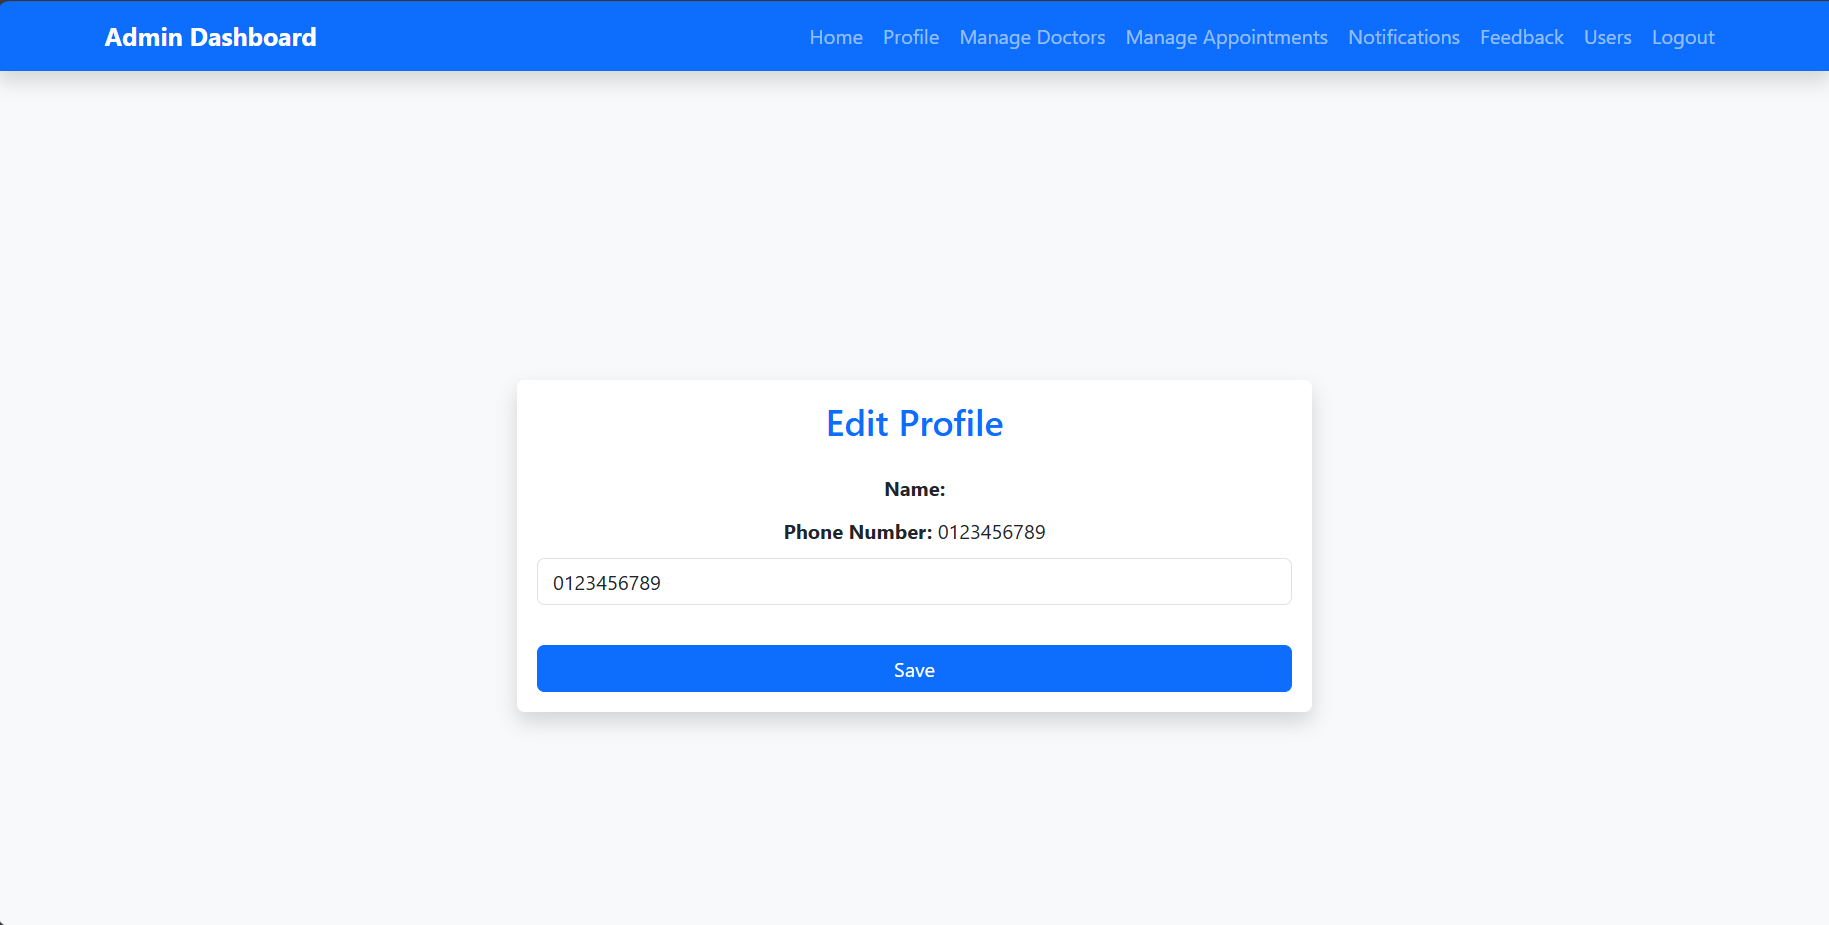 Admin Dashboard Home Profile Manage Doctors Manage Appointments Notifications Feedback Users Logout
Edit Profile
Name:
Phone Number: 0123456789
0123456789
Save